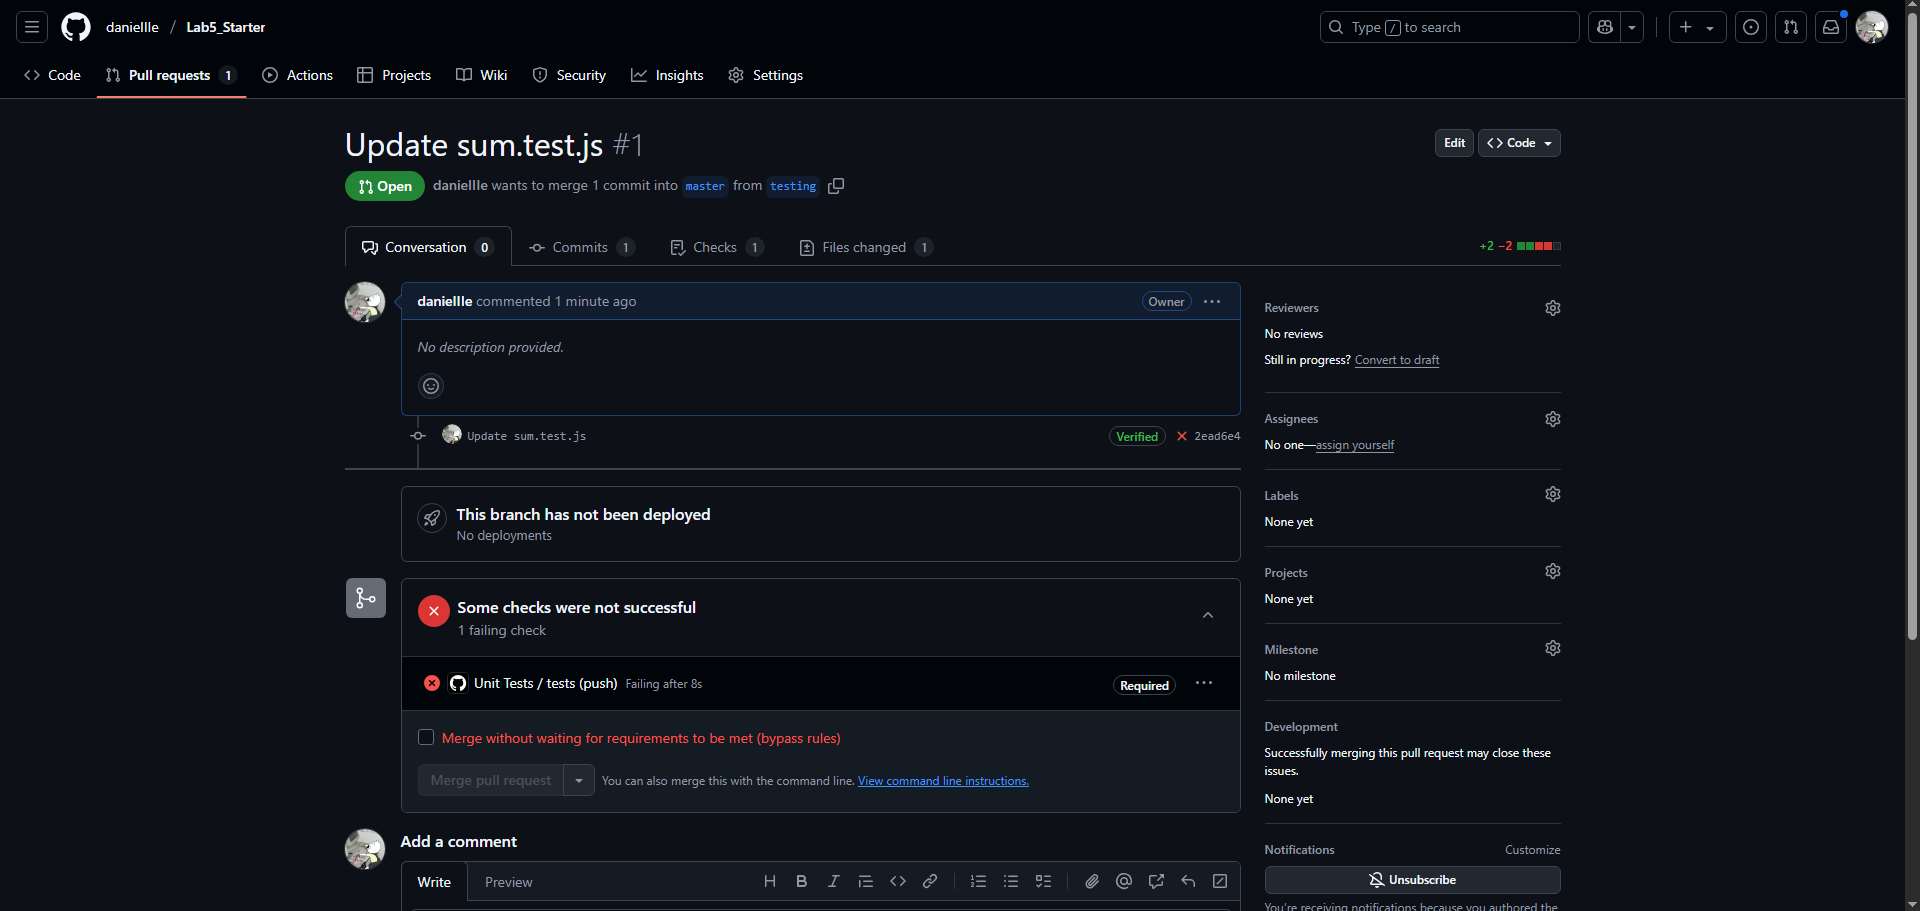 daniellle / Lab5_Starter
Type / to search
Code
Pull requests 1
Actions
Projects
Wiki
Security
Insights
Settings
Update sum.test.js #1
Edit
Code
Open
daniellle wants to merge 1 commit into master from testing
Conversation 0
Commits 1
Checks 1
Files changed 1
+2 −2
daniellle commented 1 minute ago
Owner
No description provided.
Update sum.test.js
Verified
2ead6e4
This branch has not been deployed
No deployments
Some checks were not successful
1 failing check
Unit Tests / tests (push) Failing after 8s
Required
Merge without waiting for requirements to be met (bypass rules)
Merge pull request
You can also merge this with the command line. View command line instructions.
Add a comment
Write
Preview
Reviewers
No reviews
Still in progress? Convert to draft
Assignees
No one—assign yourself
Labels
None yet
Projects
None yet
Milestone
No milestone
Development
Successfully merging this pull request may close these
issues.
None yet
Notifications
Customize
Unsubscribe
You're receiving notifications because you authored the